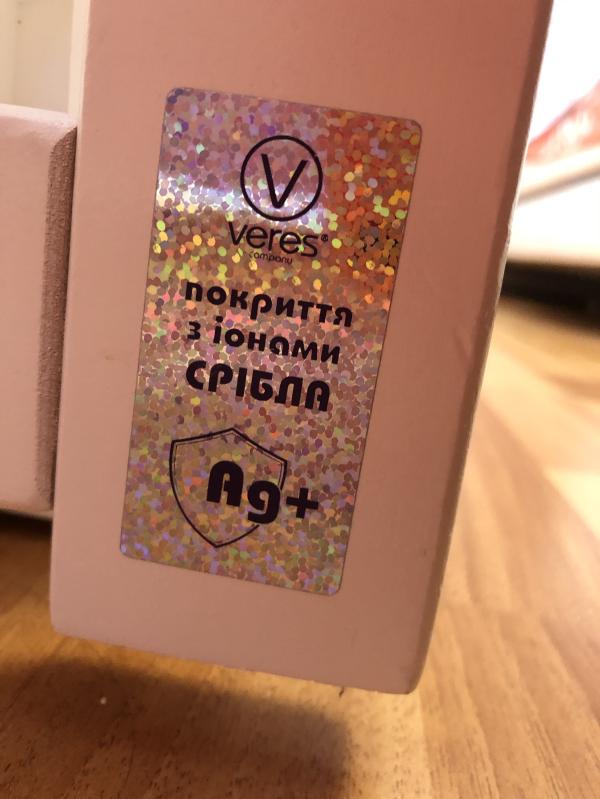 V
veres®
company
покриття
з іонами
СРІБЛА
Ag+